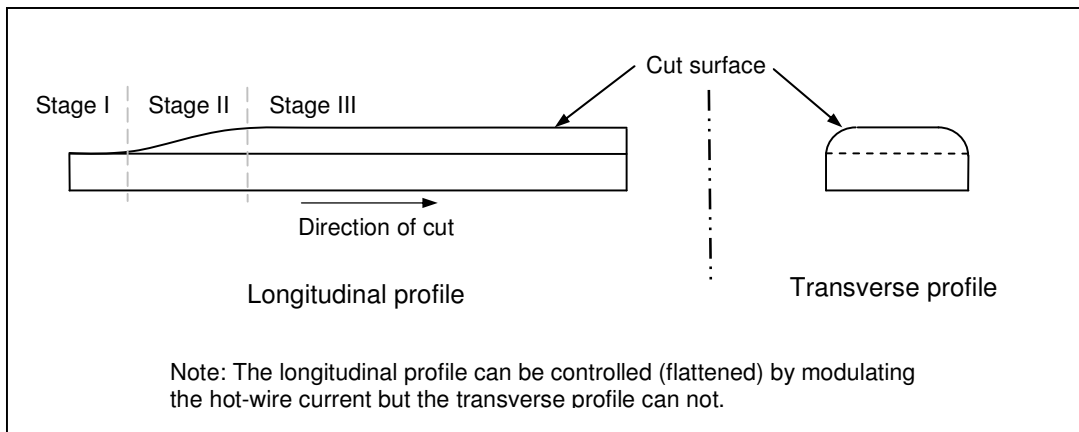 Cut surface
Stage I
Stage II
Stage III
Direction of cut
Longitudinal profile
Transverse profile
Note: The longitudinal profile can be controlled (flattened) by modulating
the hot-wire current but the transverse profile can not.